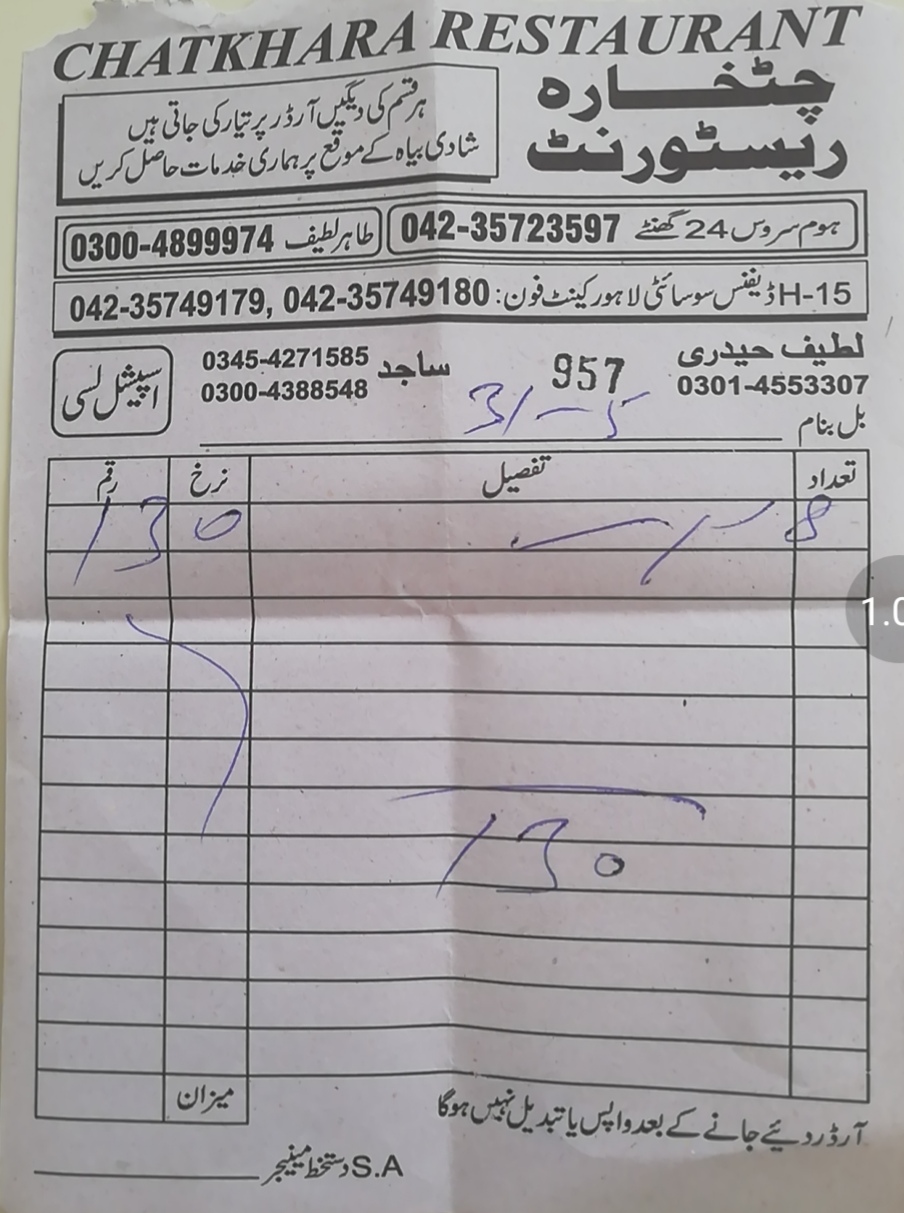 CHATKHARA RESTAURANT
چٹخارہ
ریسٹورنٹ
ہر قسم کی دیگیں آرڈر پر تیار کی جاتی ہیں
شادی بیاہ کے موقع پر ہماری خدمات حاصل کریں
ہوم سروس 24 گھنٹے 042-35723597
طاہر لطیف 0300-4899974
H-15 ڈیفنس سوسائٹی لاہور کینٹ فون: 042-35749179, 042-35749180
لطیف حیدری
0301-4553307
957
ساجد
0345-4271585
0300-4388548
اسپیشل لسی
31-5
بل بنام
تعداد تفصیل نرخ رقم
8 130
130
میزان
آرڈر دیئے جانے کے بعد واپس یا تبدیل نہیں ہوگا
S.A دستخط مینیجر
1.0